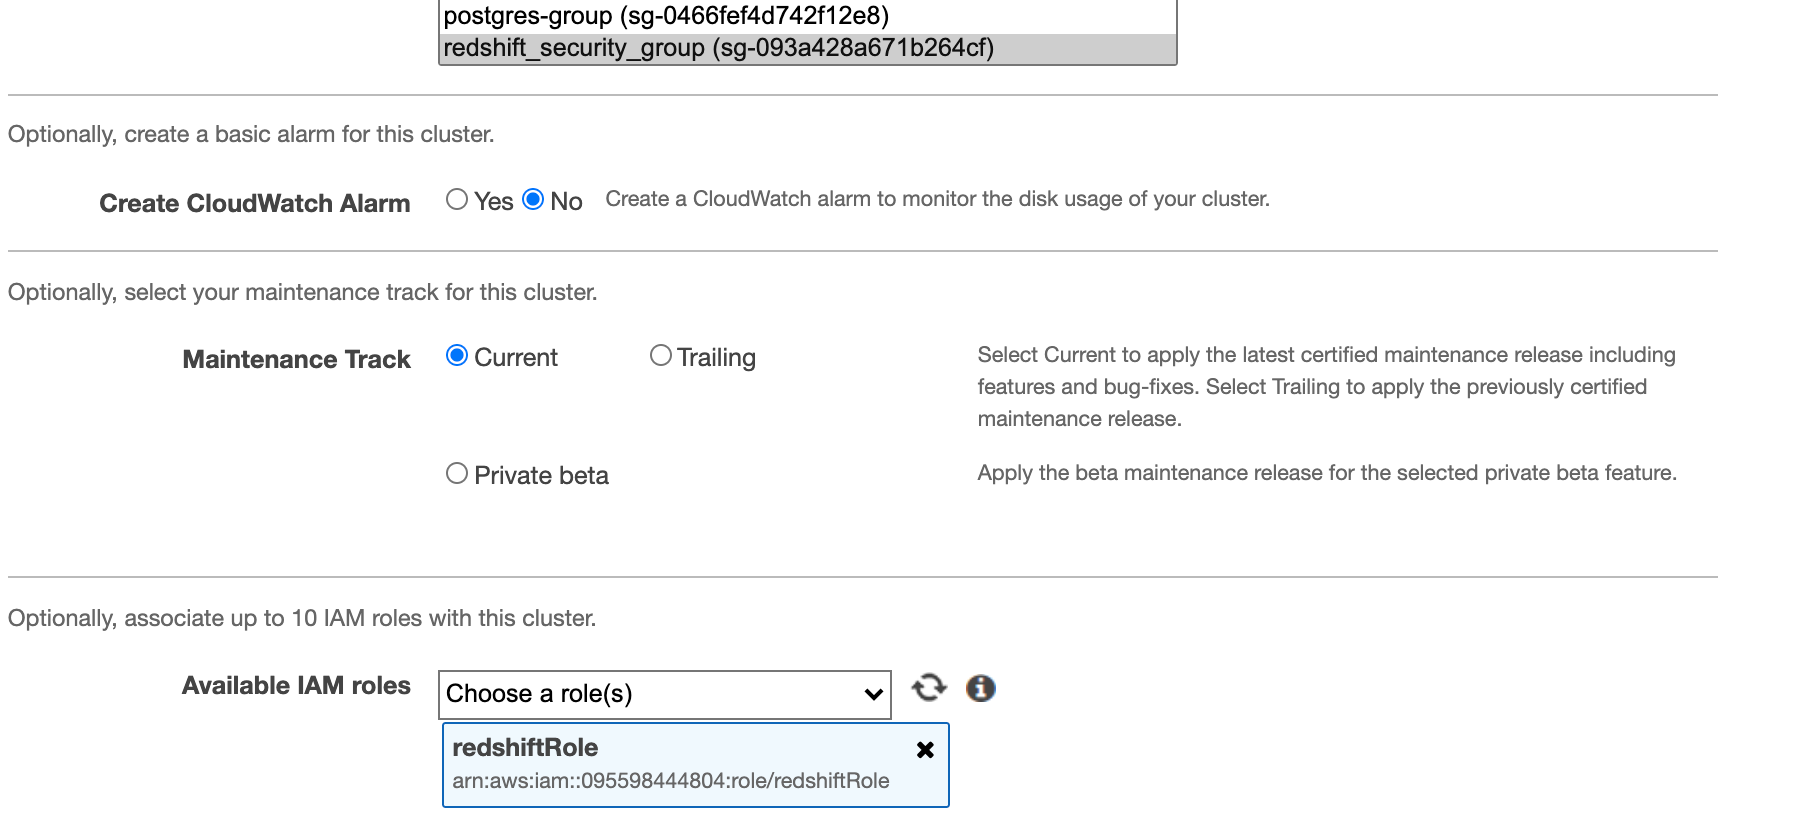 postgres-group (sg-0466fef4d742f12e8)
redshift_security_group (sg-093a428a671b264cf)
Optionally, create a basic alarm for this cluster.
Create CloudWatch Alarm Yes No Create a CloudWatch alarm to monitor the disk usage of your cluster.
Optionally, select your maintenance track for this cluster.
Maintenance Track Current Trailing Select Current to apply the latest certified maintenance release including
features and bug-fixes. Select Trailing to apply the previously certified
maintenance release.
Private beta Apply the beta maintenance release for the selected private beta feature.
Optionally, associate up to 10 IAM roles with this cluster.
Available IAM roles Choose a role(s)
redshiftRole
arn:aws:iam::095598444804:role/redshiftRole